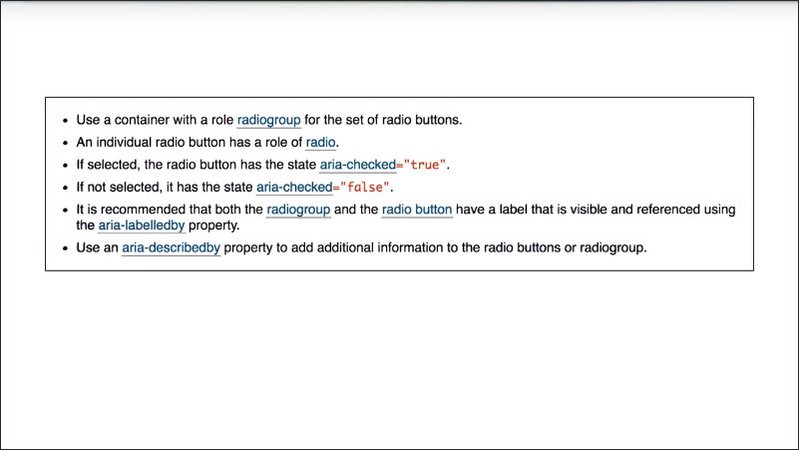 • Use a container with a role radiogroup for the set of radio buttons.
• An individual radio button has a role of radio.
• If selected, the radio button has the state aria-checked="true".
• If not selected, it has the state aria-checked="false".
• It is recommended that both the radiogroup and the radio button have a label that is visible and referenced using
the aria-labelledby property.
• Use an aria-describedby property to add additional information to the radio buttons or radiogroup.